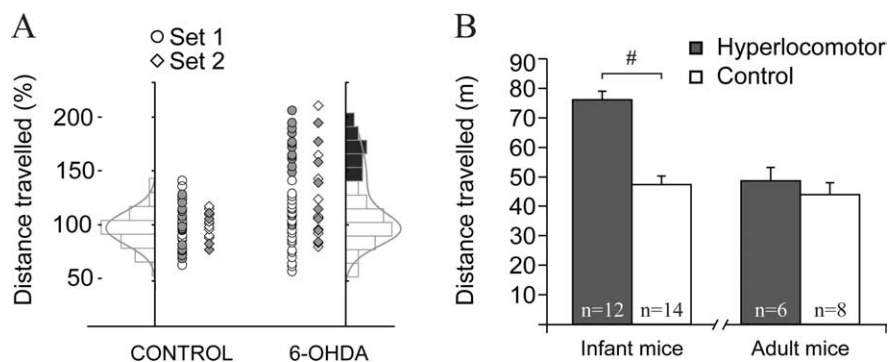 A
Set 1
Set 2
Distance travelled (%)
200
150
100
50
CONTROL
6-OHDA
B
Hyperlocomotor
Control
Distance travelled (m)
90
80
70
60
50
40
30
20
10
#
n=12
n=14
n=6
n=8
Infant mice
Adult mice